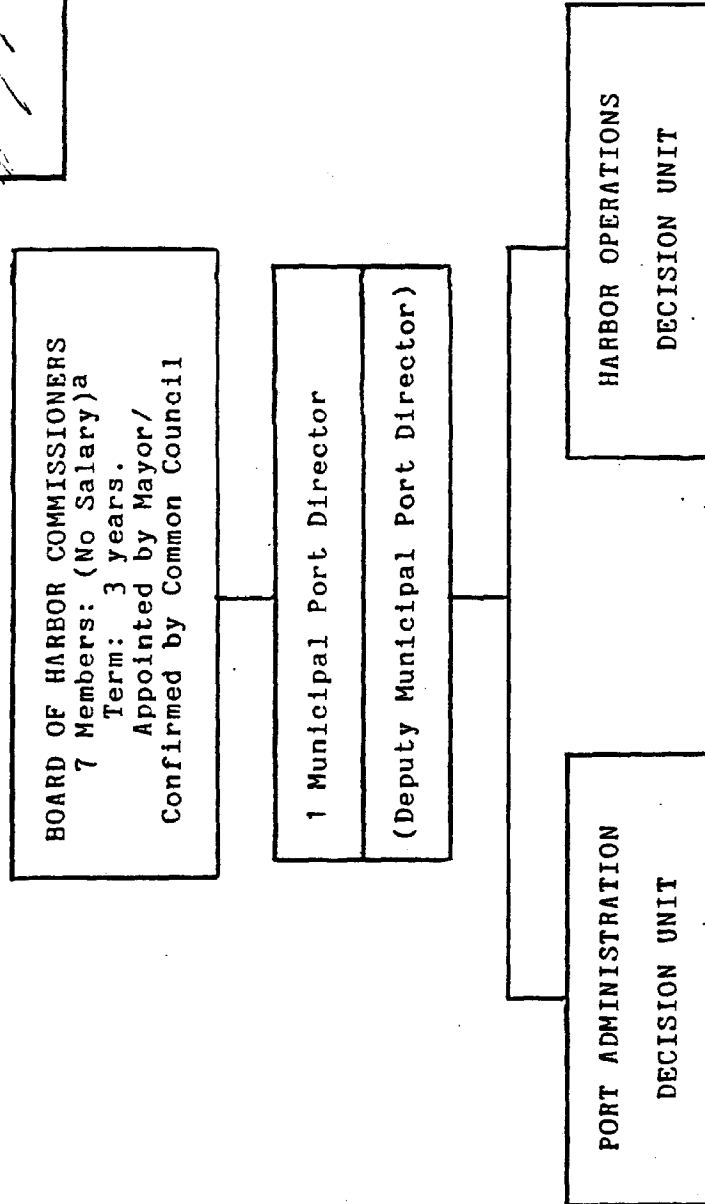 BOARD OF HARBOR COMMISSIONERS
7 Members: (No Salary)a
Term: 3 years.
Appointed by Mayor/
Confirmed by Common Council
1 Municipal Port Director
(Deputy Municipal Port Director)
PORT ADMINISTRATION
DECISION UNIT
HARBOR OPERATIONS
DECISION UNIT